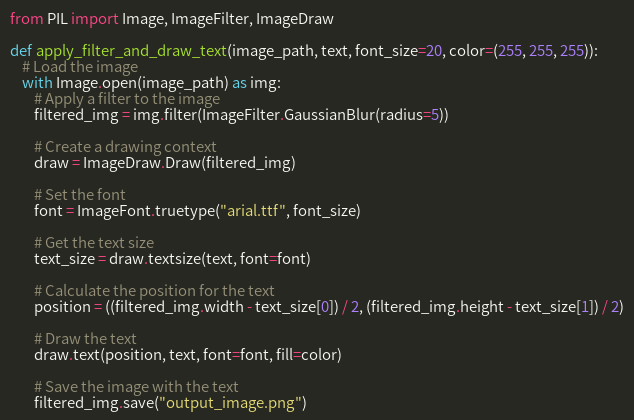 from PIL import Image, ImageFilter, ImageDraw
def apply_filter_and_draw_text(image_path, text, font_size=20, color=(255, 255, 255)):
# Load the image
with Image.open(image_path) as img:
# Apply a filter to the image
filtered_img = img.filter(ImageFilter.GaussianBlur(radius=5))
# Create a drawing context
draw = ImageDraw.Draw(filtered_img)
# Set the font
font = ImageFont.truetype("arial.ttf", font_size)
# Get the text size
text_size = draw.textsize(text, font=font)
# Calculate the position for the text
position = ((filtered_img.width - text_size[0]) / 2, (filtered_img.height - text_size[1]) / 2)
# Draw the text
draw.text(position, text, font=font, fill=color)
# Save the image with the text
filtered_img.save("output_image.png")